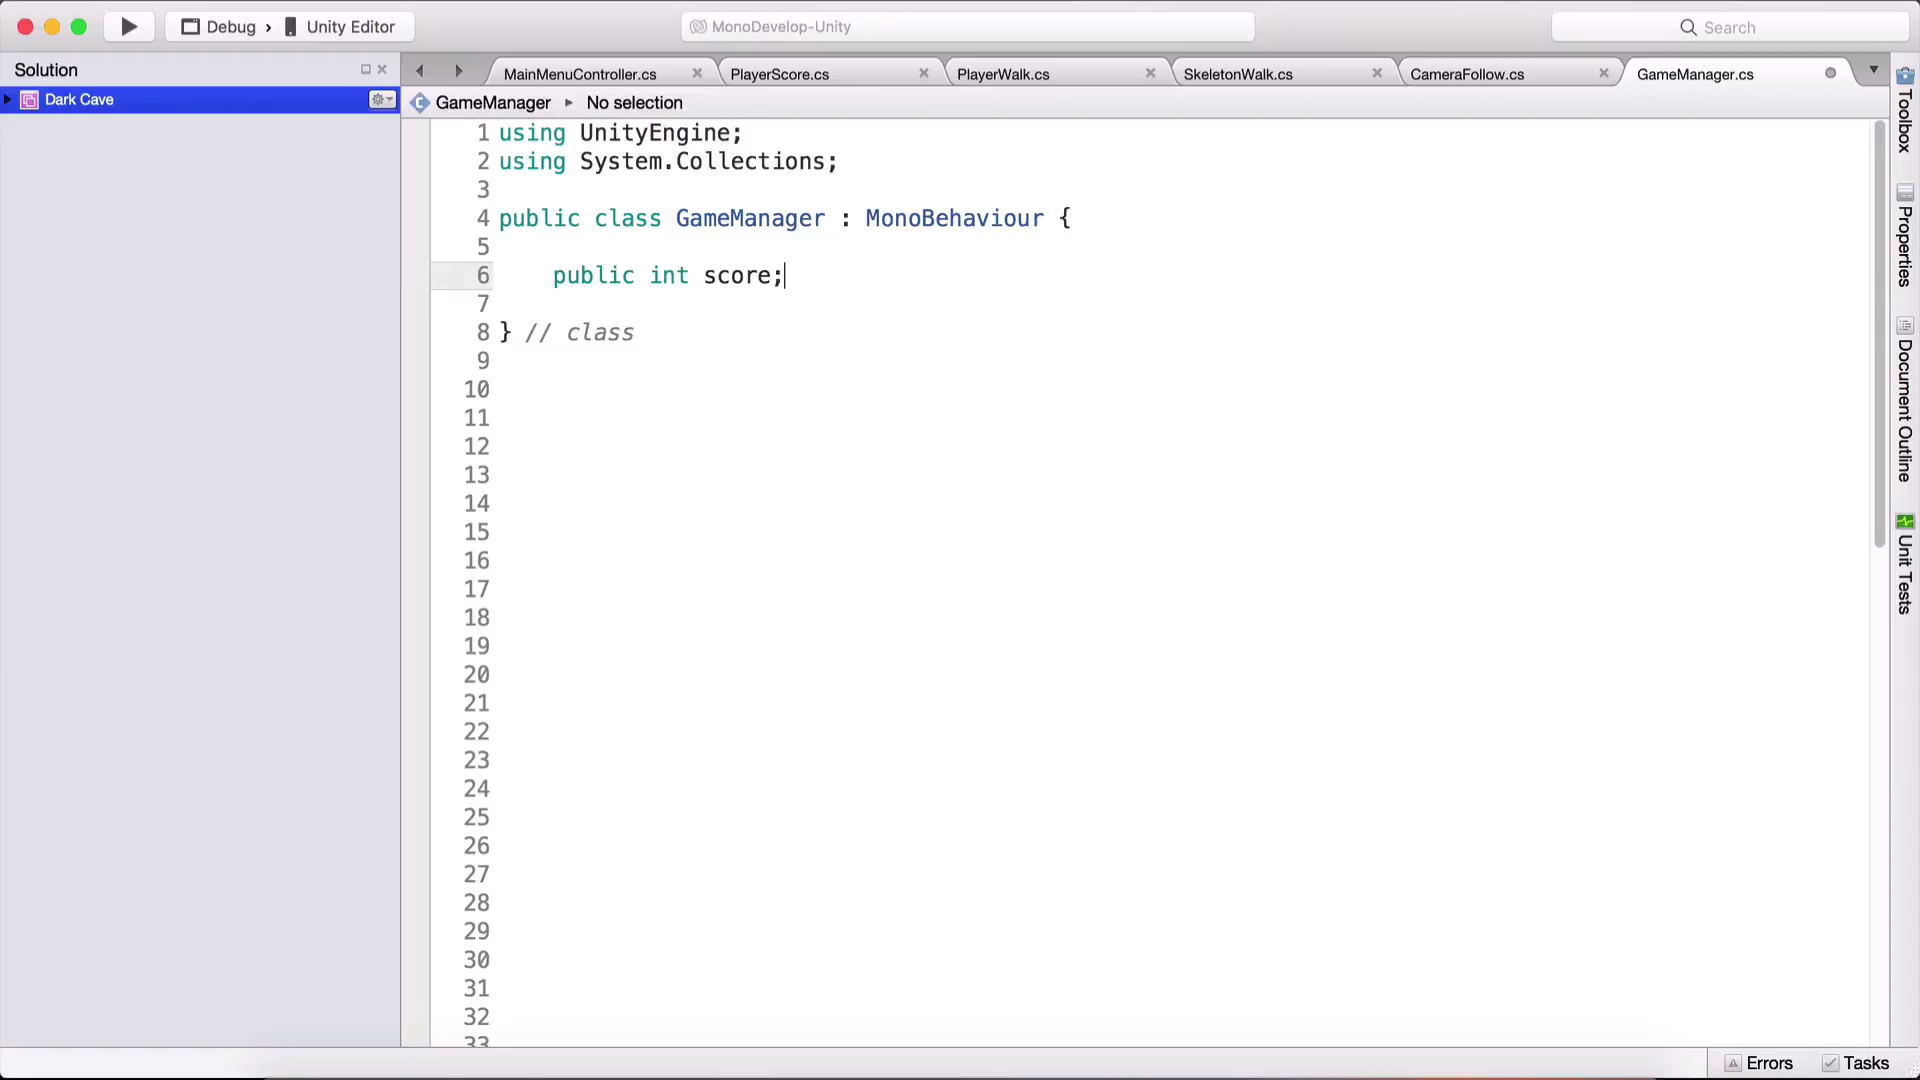 Debug › Unity Editor
MonoDevelop-Unity
Search
Solution
Dark Cave
MainMenuController.cs
PlayerScore.cs
PlayerWalk.cs
SkeletonWalk.cs
CameraFollow.cs
GameManager.cs
GameManager ▸ No selection
1 using UnityEngine;
2 using System.Collections;
3
4 public class GameManager : MonoBehaviour {
5
6 public int score;
7
8 } // class
9
10
11
12
13
14
15
16
17
18
19
20
21
22
23
24
25
26
27
28
29
30
31
32
33
Toolbox
Properties
Document Outline
Unit Tests
Errors
Tasks